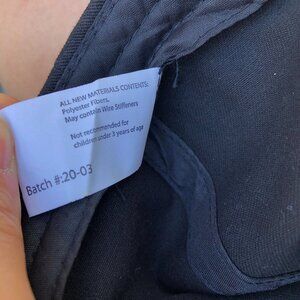 ALL NEW MATERIALS CONTENTS:
Polyester Fibers.
May contain Wire Stiffeners
Not recommended for
children under 3 years of age
Batch #:20-03